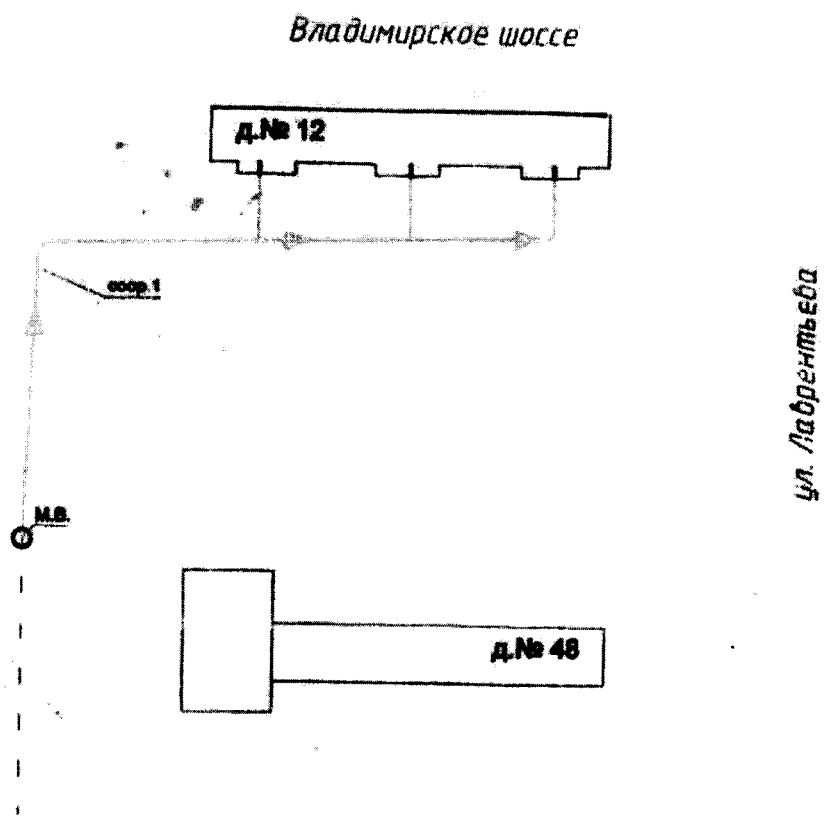 Владимирское шоссе
д.№ 12
соор.1
ул. Лаврентьева
М.В.
д.№ 48